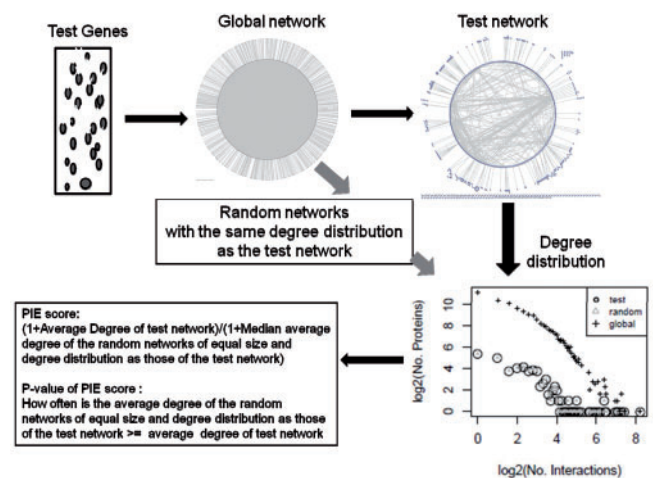 Test Genes
Global network
Test network
Random networks
with the same degree distribution
as the test network
Degree
distribution
PIE score:
(1+Average Degree of test network)/(1+Median average
degree of the random networks of equal size and
degree distribution as those of the test network)
P-value of PIE score :
How often is the average degree of the random
networks of equal size and degree distribution as those
of the test network >= average degree of test network
log2(No. Proteins)
0 2 4 6 8 10
test
random
global
0 2 4 6 8
log2(No. Interactions)